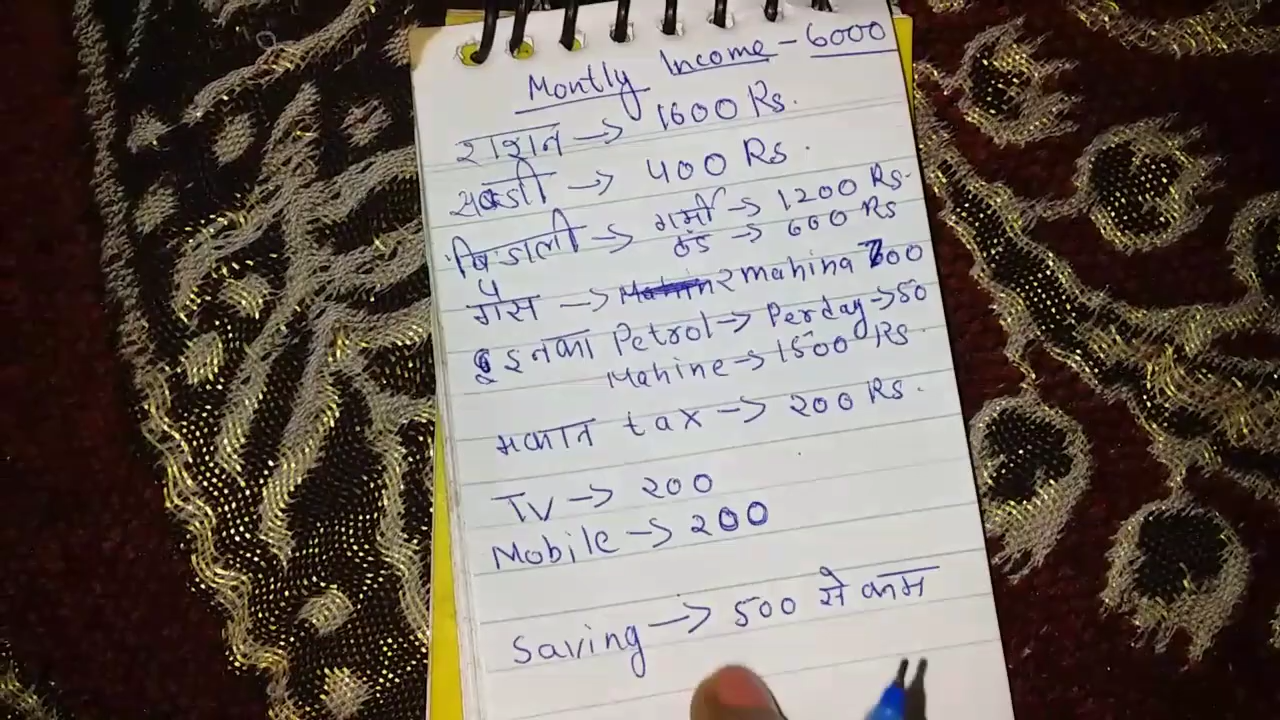 Montly Income - 6000
राशन → 1600 Rs.
सब्जी → 400 Rs.
बिजली → गर्मी → 1200 Rs.
ठंड → 600 Rs
गैस → 2 mahina 700
इनका Petrol → Perday → 50
Mahine → 1500 Rs.
मकान tax → 200 Rs.
TV → 200
Mobile → 200
Saving → 500 से कम